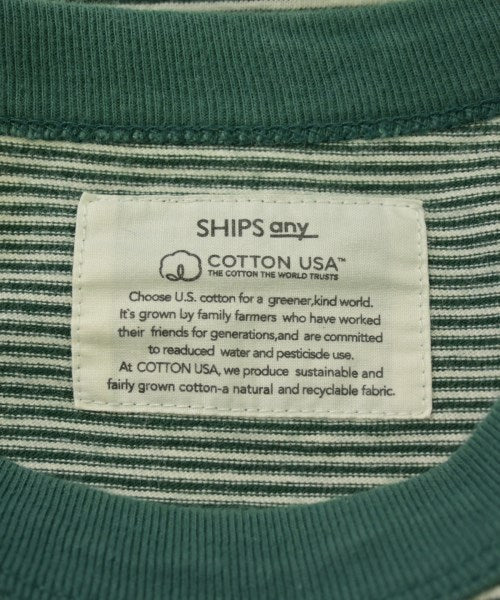 SHIPS any
COTTON USA™
THE COTTON THE WORLD TRUSTS
Choose U.S. cotton for a greener,kind world.
It's grown by family farmers who have worked
their friends for generations,and are committed
to readuced water and pesticisde use.
At COTTON USA, we produce sustainable and
fairly grown cotton-a natural and recyclable fabric.